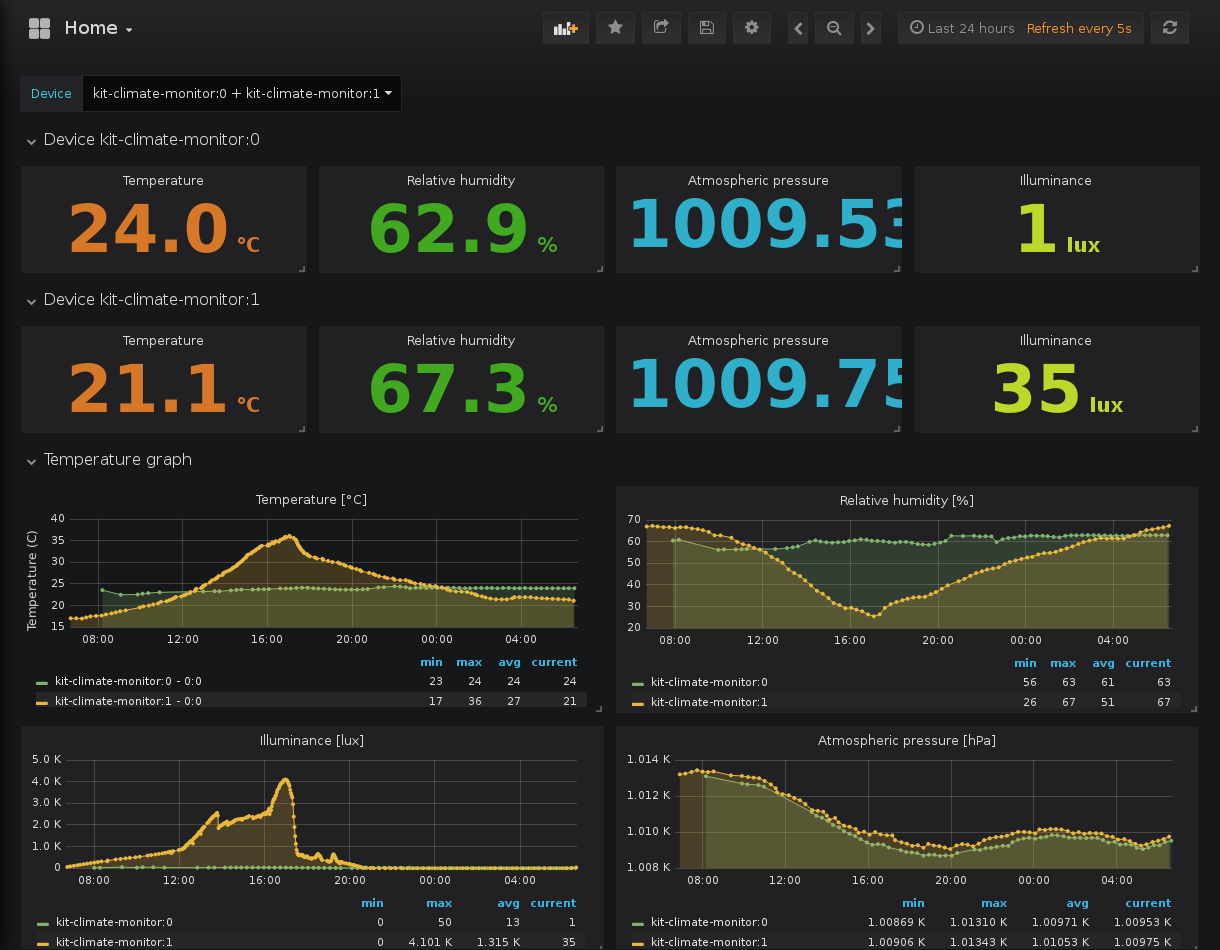 Home
Last 24 hours Refresh every 5s
Device kit-climate-monitor:0 + kit-climate-monitor:1
Device kit-climate-monitor:0
Temperature Relative humidity Atmospheric pressure Illuminance
24.0 °C 62.9 % 1009.53 1 lux
Device kit-climate-monitor:1
Temperature Relative humidity Atmospheric pressure Illuminance
21.1 °C 67.3 % 1009.75 35 lux
Temperature graph
Temperature [°C]
Temperature (C)
40
35
30
25
20
15
08:00 12:00 16:00 20:00 00:00 04:00
min max avg current
kit-climate-monitor:0 - 0:0 23 24 24 24
kit-climate-monitor:1 - 0:0 17 36 27 21
Relative humidity [%]
70
60
50
40
30
20
08:00 12:00 16:00 20:00 00:00 04:00
min max avg current
kit-climate-monitor:0 56 63 61 63
kit-climate-monitor:1 26 67 51 67
Illuminance [lux]
5.0 K
4.0 K
3.0 K
2.0 K
1.0 K
0
08:00 12:00 16:00 20:00 00:00 04:00
min max avg current
kit-climate-monitor:0 0 50 13 1
kit-climate-monitor:1 0 4.101 K 1.315 K 35
Atmospheric pressure [hPa]
1.014 K
1.012 K
1.010 K
1.008 K
08:00 12:00 16:00 20:00 00:00 04:00
min max avg current
kit-climate-monitor:0 1.00869 K 1.01310 K 1.00971 K 1.00953 K
kit-climate-monitor:1 1.00906 K 1.01343 K 1.01053 K 1.00975 K